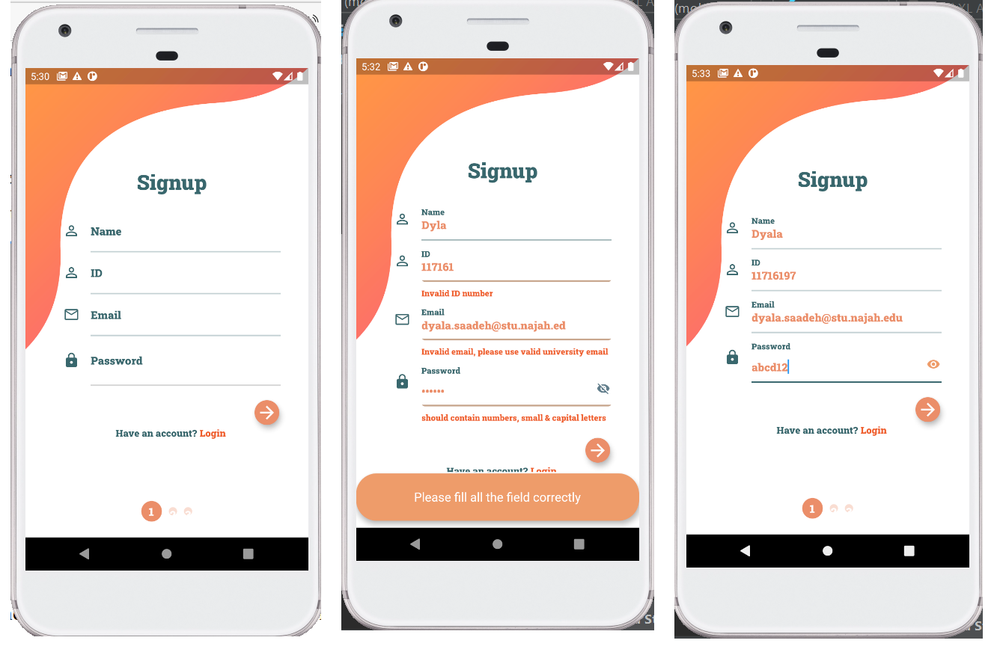 5:30
Signup
Name
ID
Email
Password
Have an account? Login
1
(mo
5:32
Signup
Name
Dyla
ID
117161
Invalid ID number
Email
dyala.saadeh@stu.najah.ed
Invalid email, please use valid university email
Password
••••••
should contain numbers, small & capital letters
Have an account? Login
Please fill all the field correctly
XL A
5:33
Signup
Name
Dyala
ID
11716197
Email
dyala.saadeh@stu.najah.edu
Password
abcd12
Have an account? Login
1